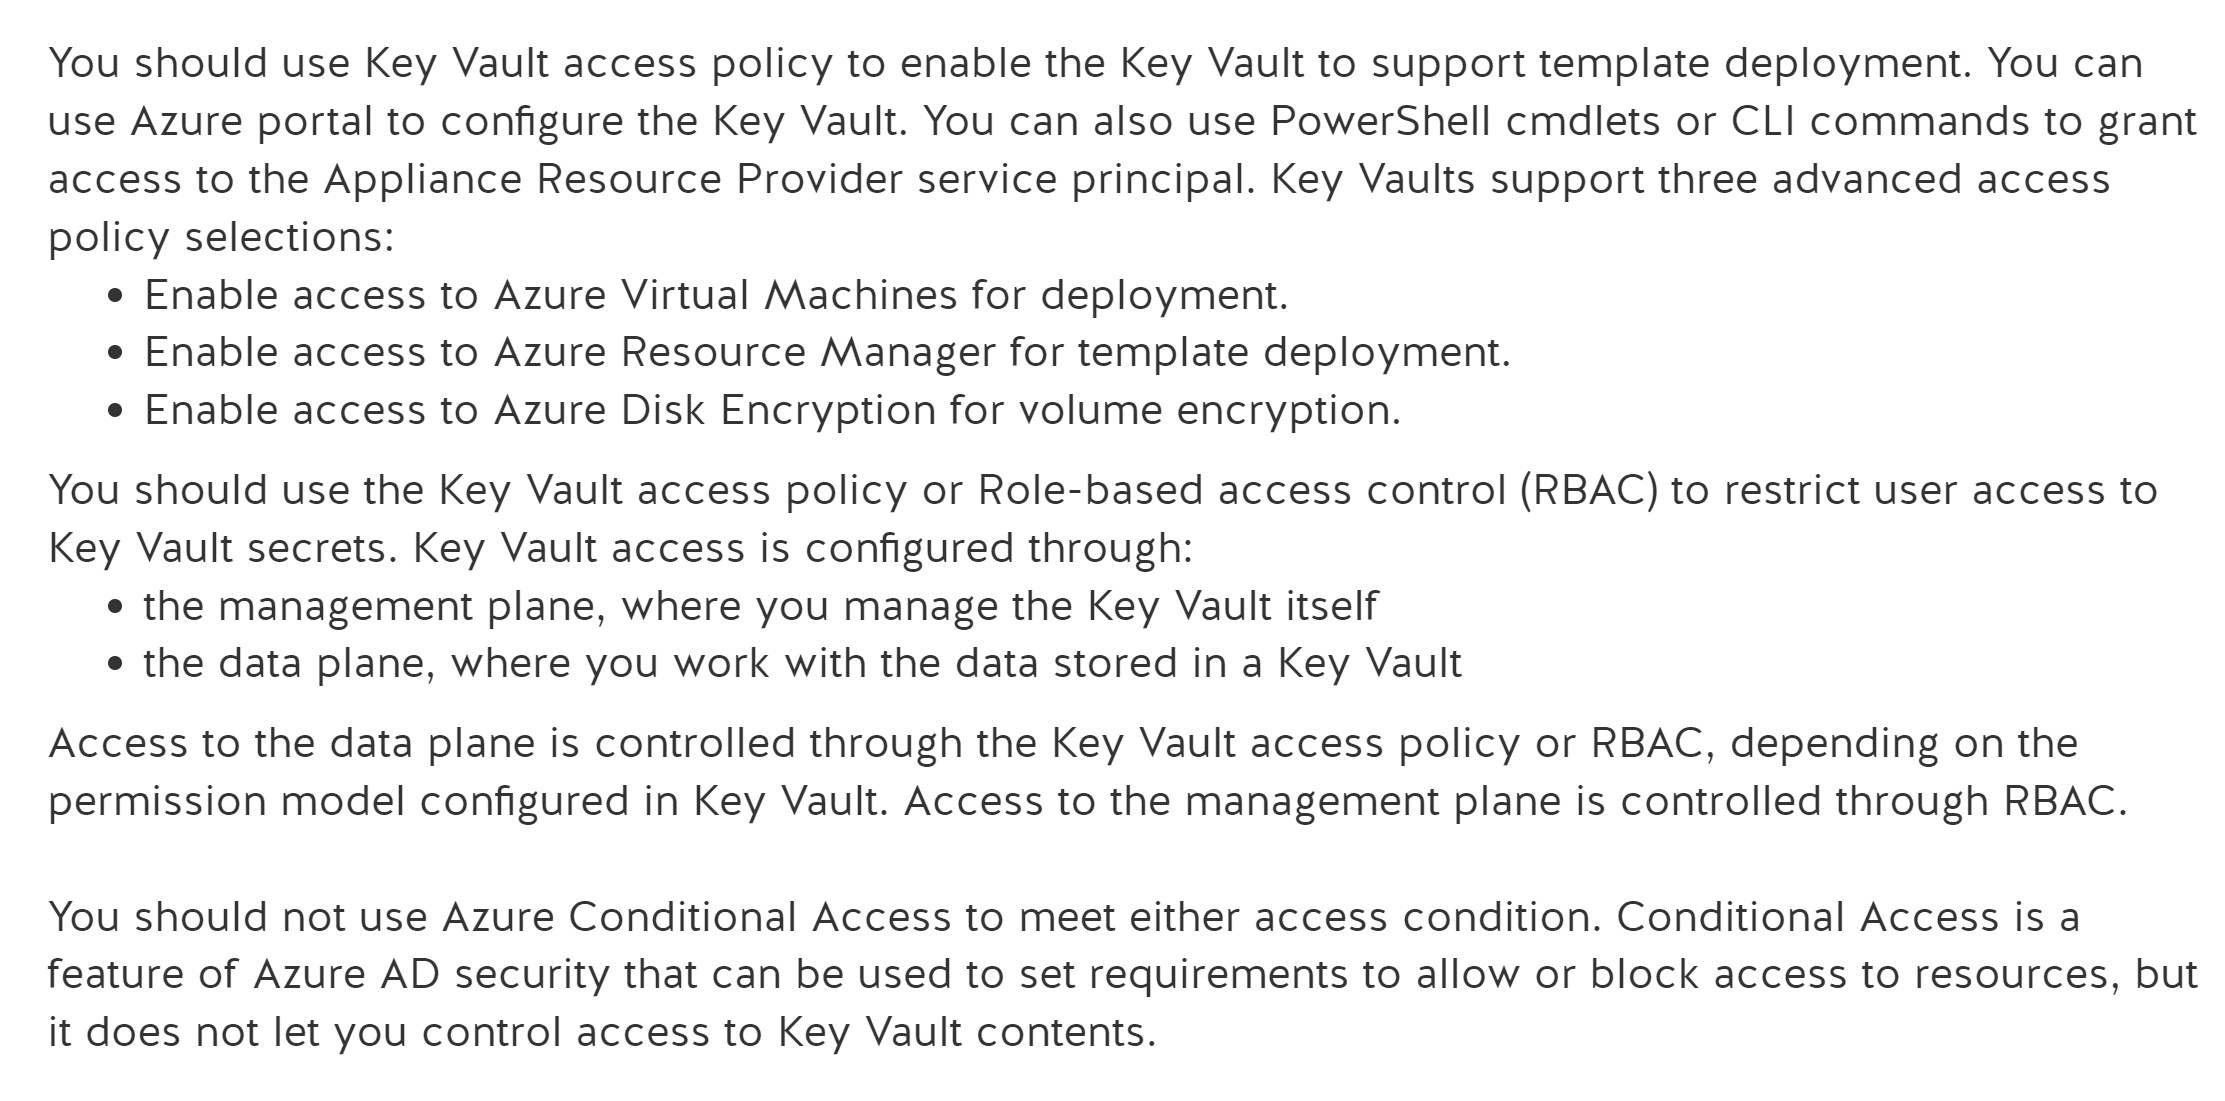 You should use Key Vault access policy to enable the Key Vault to support template deployment. You can
use Azure portal to configure the Key Vault. You can also use PowerShell cmdlets or CLI commands to grant
access to the Appliance Resource Provider service principal. Key Vaults support three advanced access
policy selections:
• Enable access to Azure Virtual Machines for deployment.
• Enable access to Azure Resource Manager for template deployment.
• Enable access to Azure Disk Encryption for volume encryption.
You should use the Key Vault access policy or Role-based access control (RBAC) to restrict user access to
Key Vault secrets. Key Vault access is configured through:
• the management plane, where you manage the Key Vault itself
• the data plane, where you work with the data stored in a Key Vault
Access to the data plane is controlled through the Key Vault access policy or RBAC, depending on the
permission model configured in Key Vault. Access to the management plane is controlled through RBAC.
You should not use Azure Conditional Access to meet either access condition. Conditional Access is a
feature of Azure AD security that can be used to set requirements to allow or block access to resources, but
it does not let you control access to Key Vault contents.